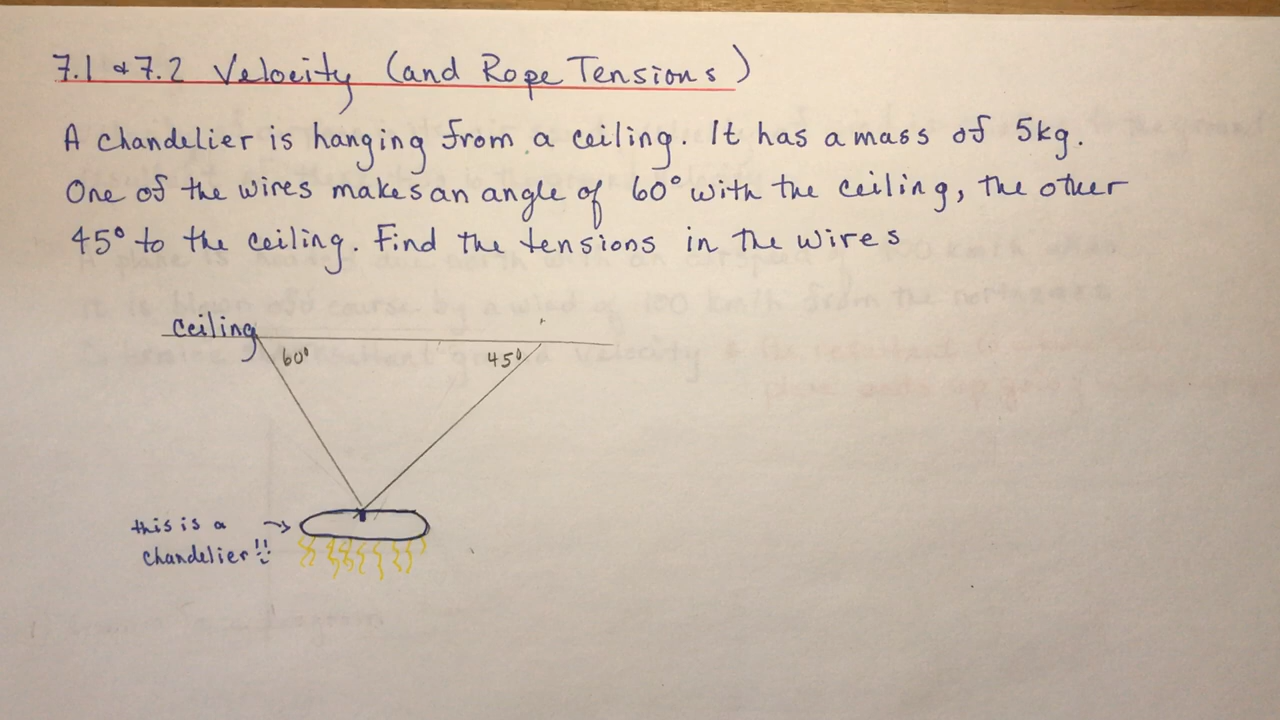 7.1 & 7.2 Velocity (and Rope Tensions)
A chandelier is hanging from a ceiling. It has a mass of 5kg.
One of the wires makes an angle of 60° with the ceiling, the other
45° to the ceiling. Find the tensions in the wires
ceiling
60° 45°
this is a
chandelier!!